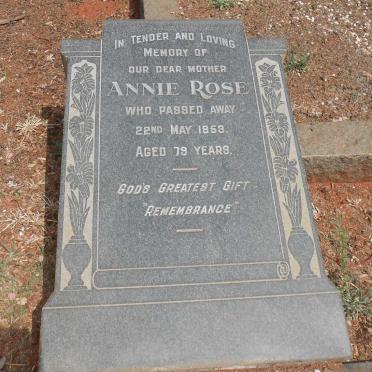 In Tender and Loving
Memory of
our dear mother
Annie Rose
who passed away
22nd May 1953.
Aged 79 years.
God's Greatest Gift
"Remembrance"